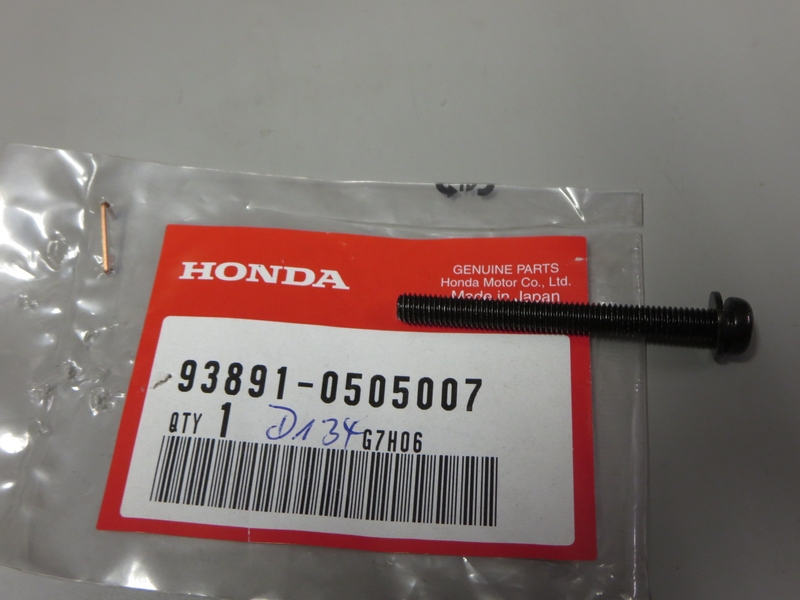 HONDA
GENUINE PARTS
Honda Motor Co., Ltd.
Made in Japan
93891-0505007
QTY 1 D134 G7H06